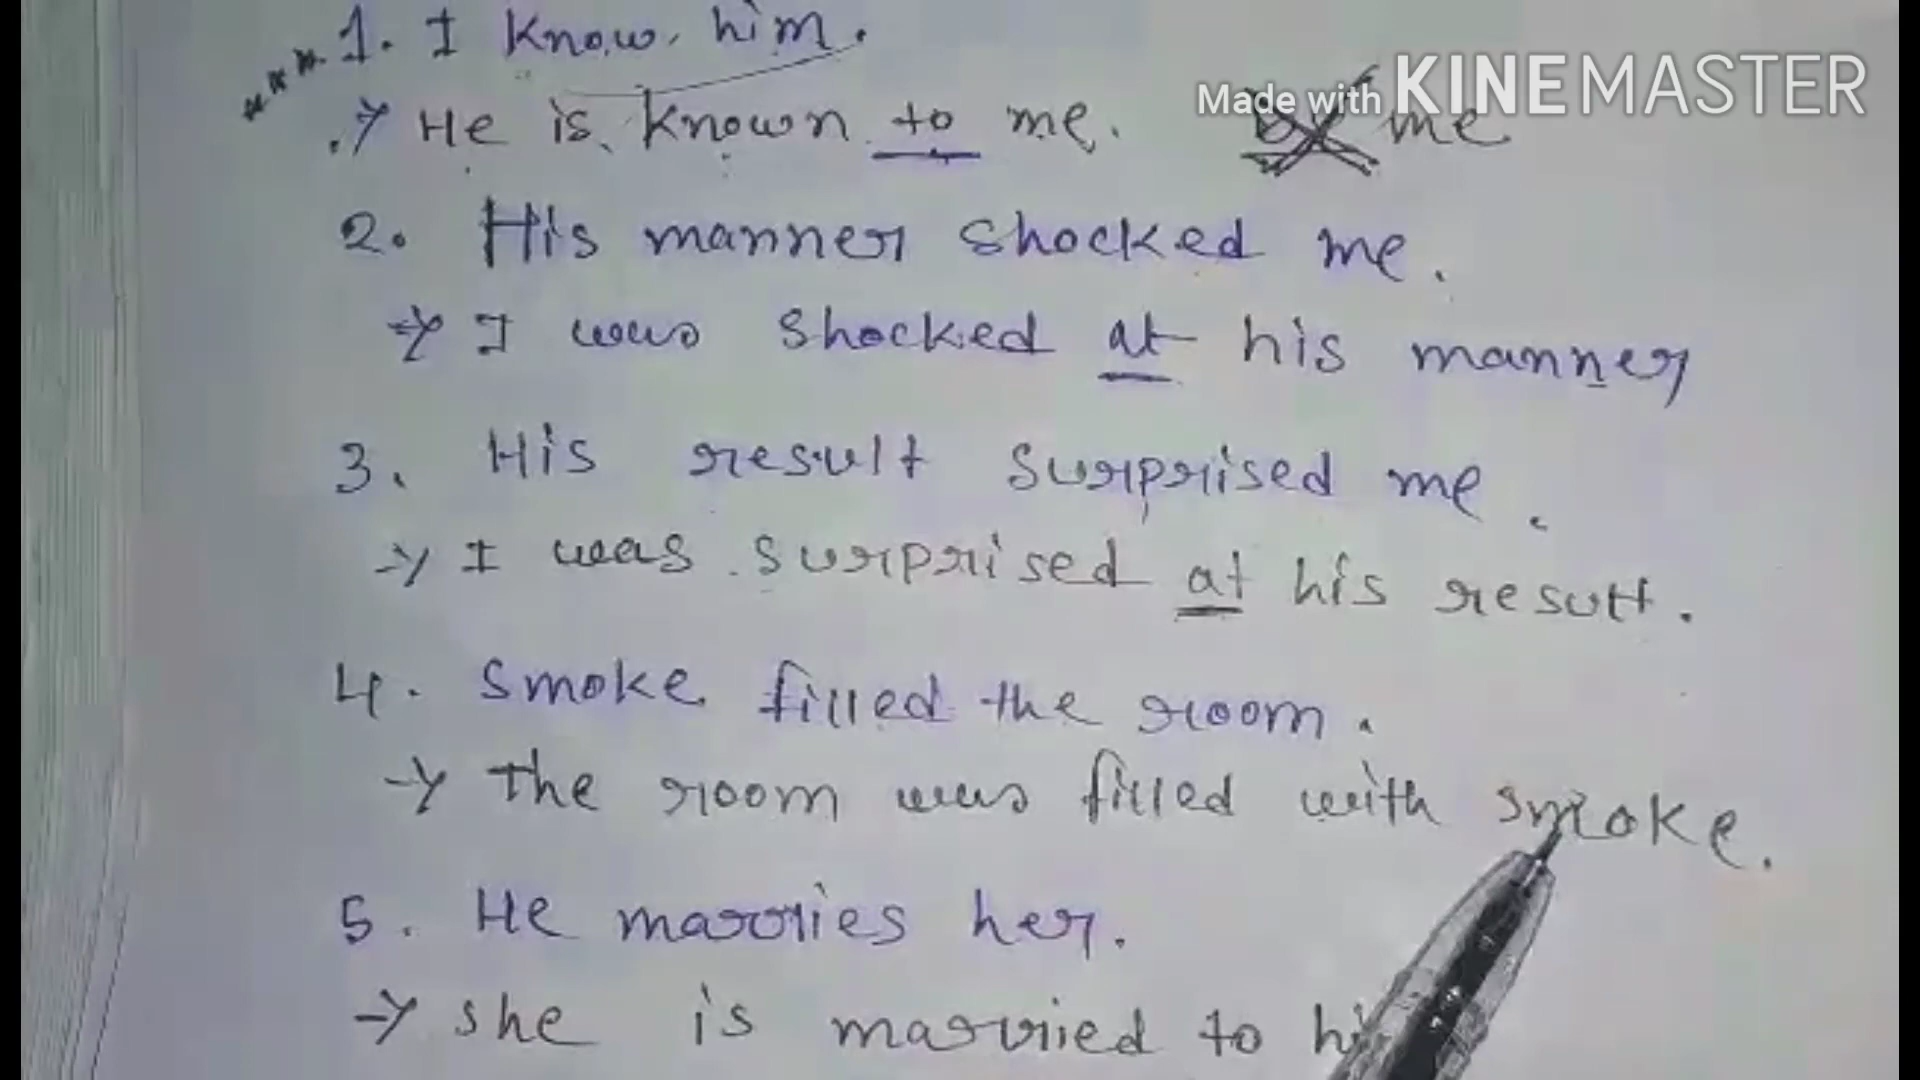 1. I know him.
Made with KINEMASTER
→ He is known to me. by me
2. His manner shocked me.
→ I was shocked at his manner
3. His result surprised me.
→ I was surprised at his result.
4. Smoke filled the room.
→ The room was filled with smoke.
5. He marries her.
→ she is married to